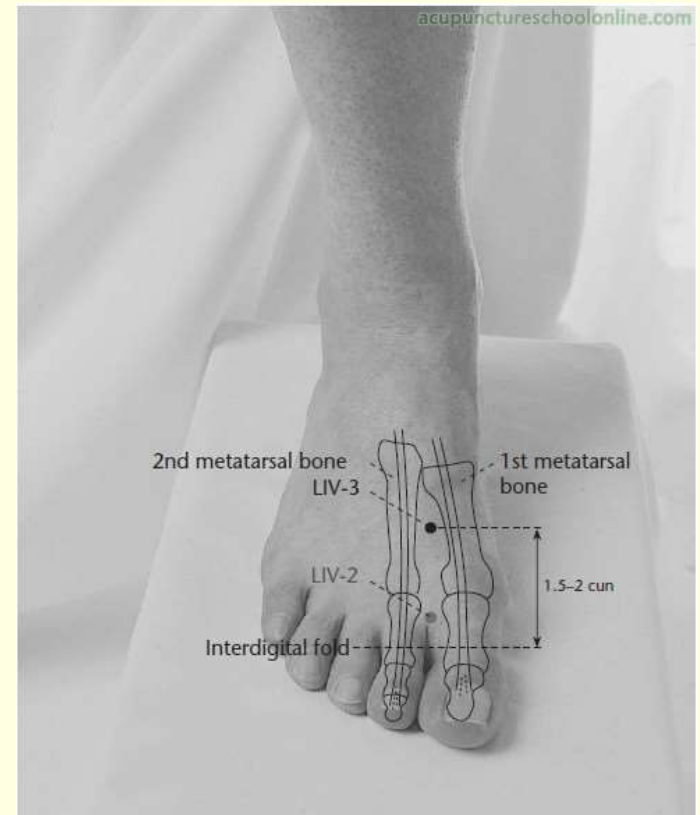 acupunctureschoolonline.com
2nd metatarsal bone
1st metatarsal
bone
LIV-3
LIV-2
1.5–2 cun
Interdigital fold